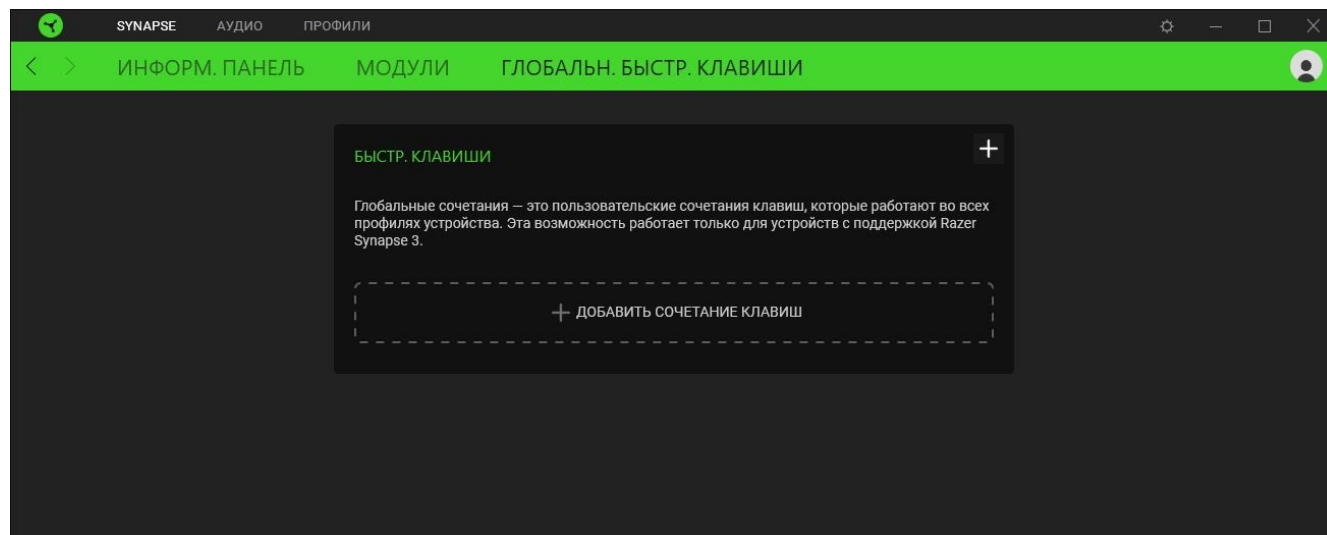 SYNAPSE АУДИО ПРОФИЛИ
ИНФОРМ. ПАНЕЛЬ МОДУЛИ ГЛОБАЛЬН. БЫСТР. КЛАВИШИ
БЫСТР. КЛАВИШИ
Глобальные сочетания — это пользовательские сочетания клавиш, которые работают во всех
профилях устройства. Эта возможность работает только для устройств с поддержкой Razer
Synapse 3.
ДОБАВИТЬ СОЧЕТАНИЕ КЛАВИШ